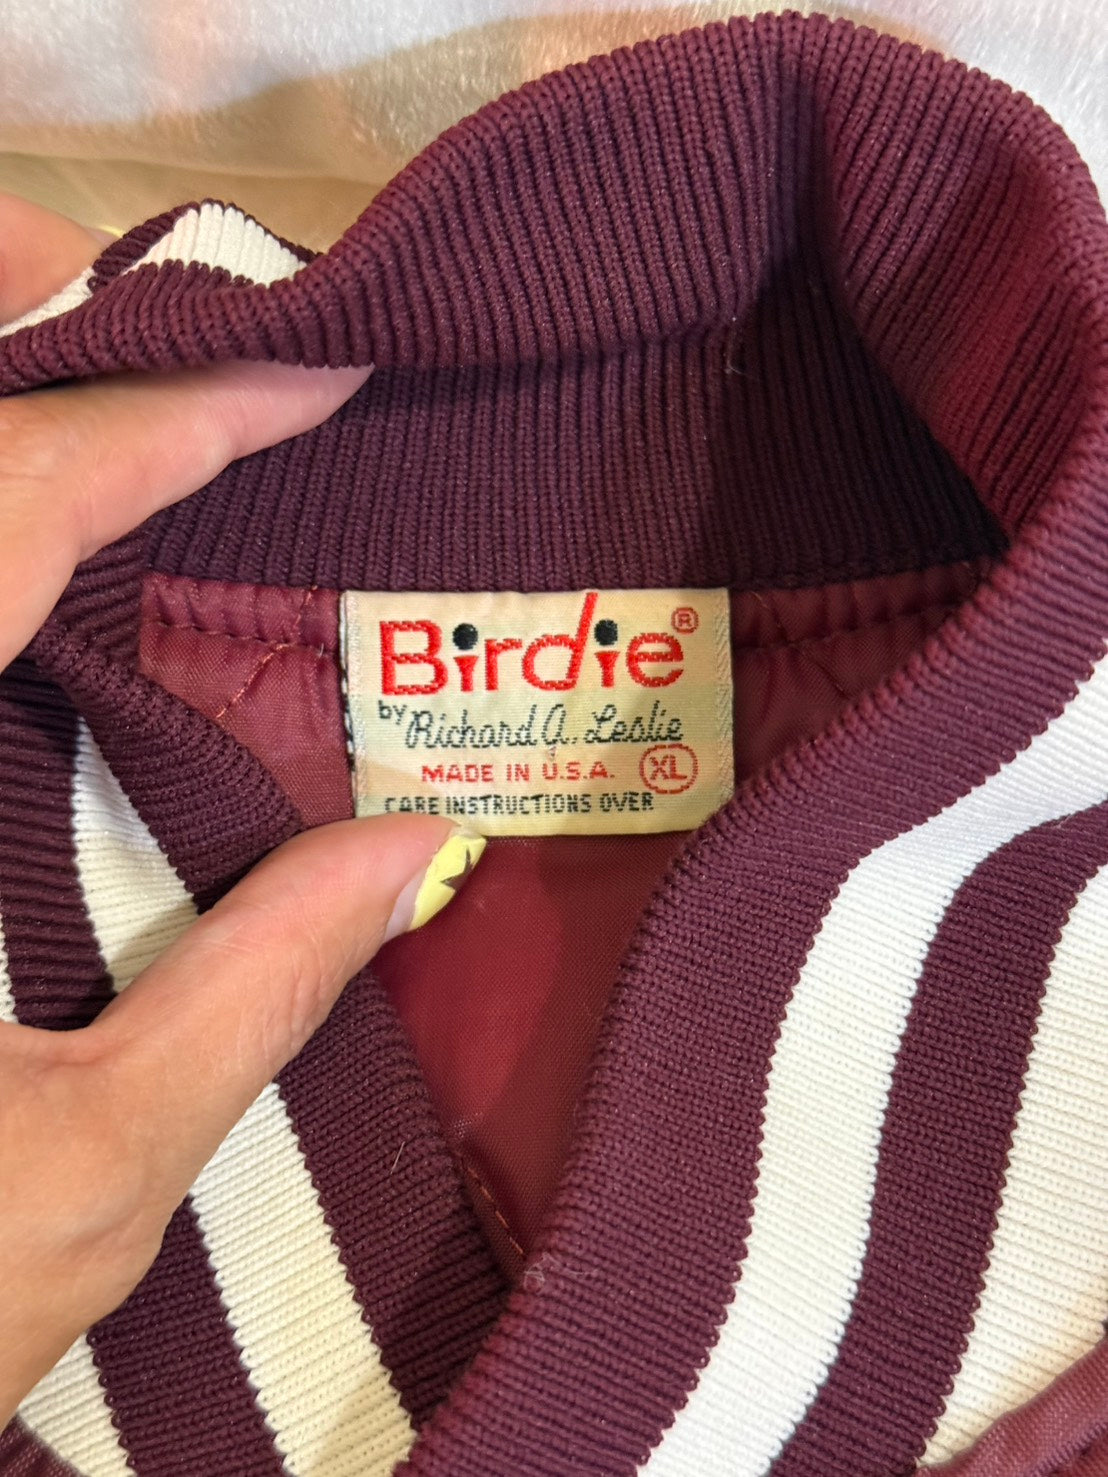 Birdie®
by Richard A. Leslie
MADE IN U.S.A. XL
CARE INSTRUCTIONS OVER